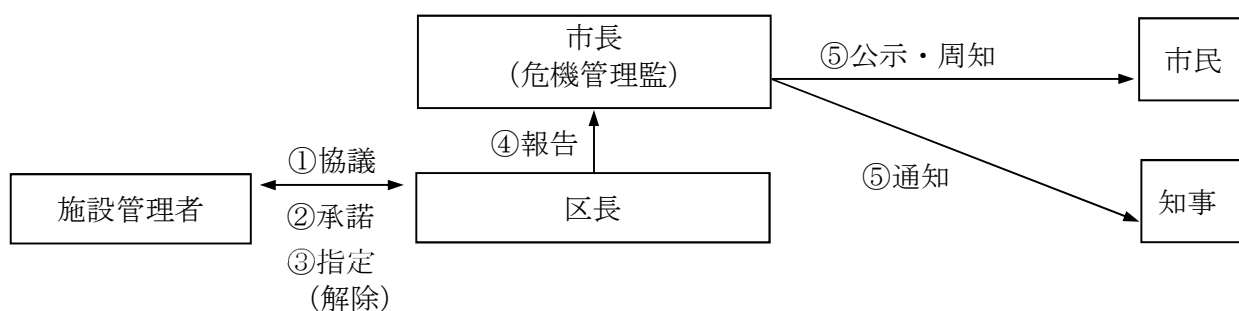 市長
（危機管理監）
⑤公示・周知
市民
④報告
①協議
⑤通知
施設管理者
②承諾
区長
知事
③指定
（解除）